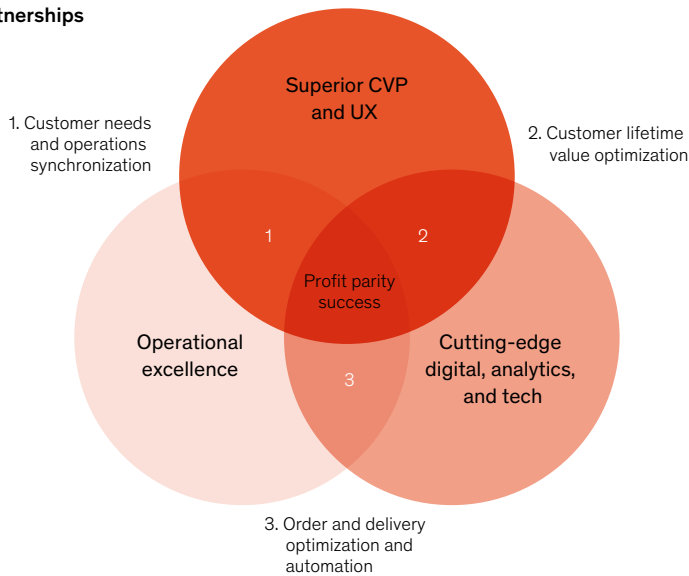 tnerships
Superior CVP
and UX
1. Customer needs
and operations
synchronization
2. Customer lifetime
value optimization
1
2
Profit parity
success
Operational
excellence
Cutting-edge
digital, analytics,
and tech
3
3. Order and delivery
optimization and
automation